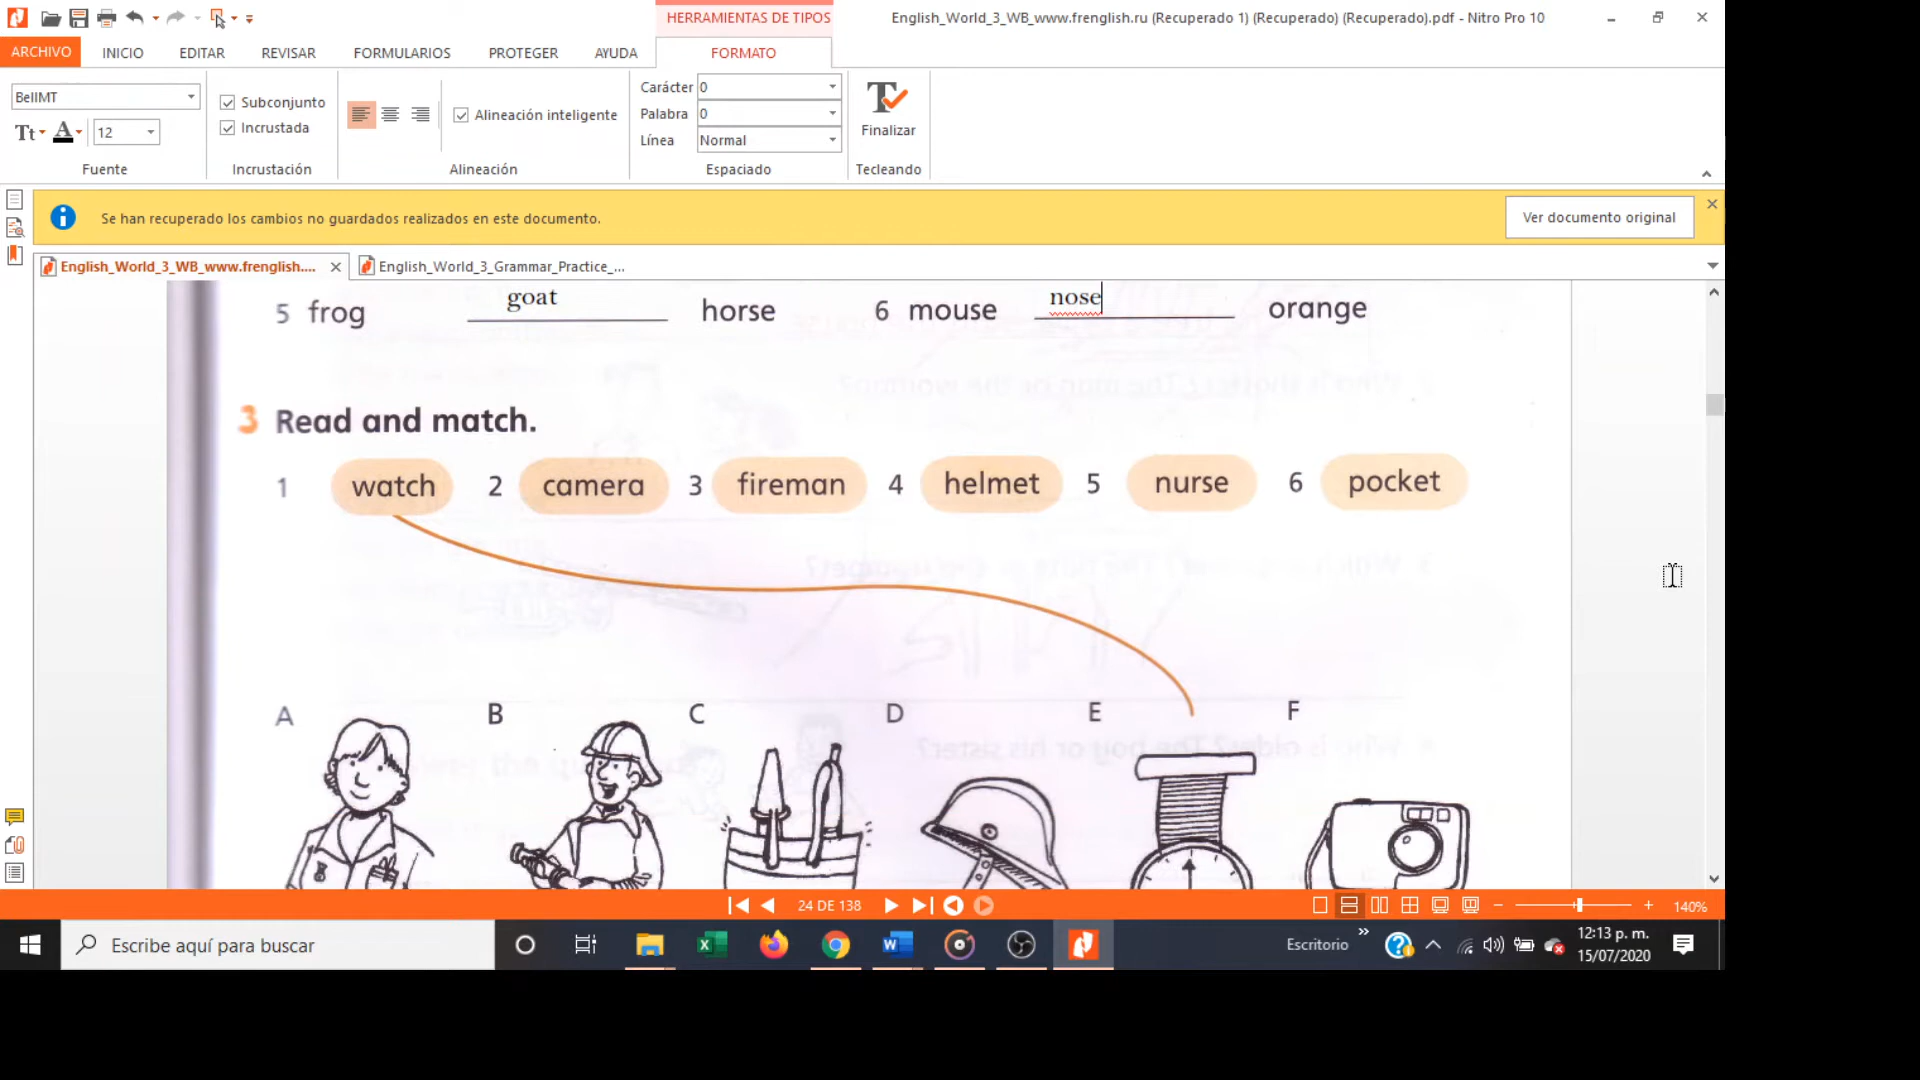 HERRAMIENTAS DE TIPOS
English_World_3_WB_www.frenglish.ru (Recuperado 1) (Recuperado) (Recuperado).pdf - Nitro Pro 10
ARCHIVO INICIO EDITAR REVISAR FORMULARIOS PROTEGER AYUDA FORMATO
BellMT
Subconjunto
Alineación inteligente
Carácter 0
Palabra 0
Tt A 12
Incrustada
Línea Normal
Finalizar
Fuente Incrustación Alineación Espaciado Tecleando
Se han recuperado los cambios no guardados realizados en este documento.
Ver documento original
English_World_3_WB_www.frenglish.... English_World_3_Grammar_Practice_...
5 frog goat horse 6 mouse nose orange
3 Read and match.
1 watch 2 camera 3 fireman 4 helmet 5 nurse 6 pocket
A B C D E F
24 DE 138
140%
Escribe aquí para buscar
Escritorio
12:13 p. m.
15/07/2020